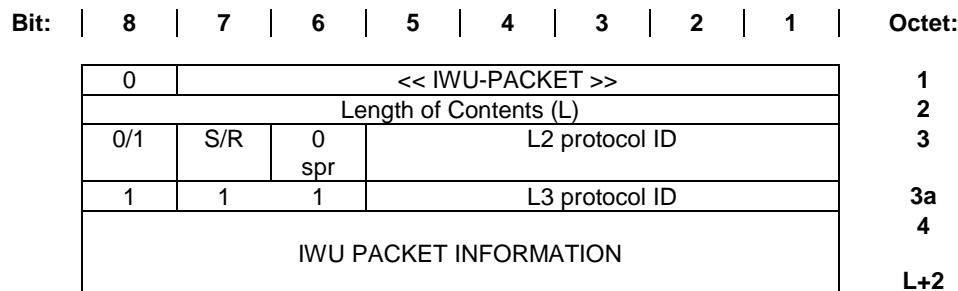 Bit: 8 7 6 5 4 3 2 1 Octet:
0 << IWU-PACKET >> 1
Length of Contents (L) 2
0/1 S/R 0 L2 protocol ID 3
spr
1 1 1 L3 protocol ID 3a
4
IWU PACKET INFORMATION
L+2